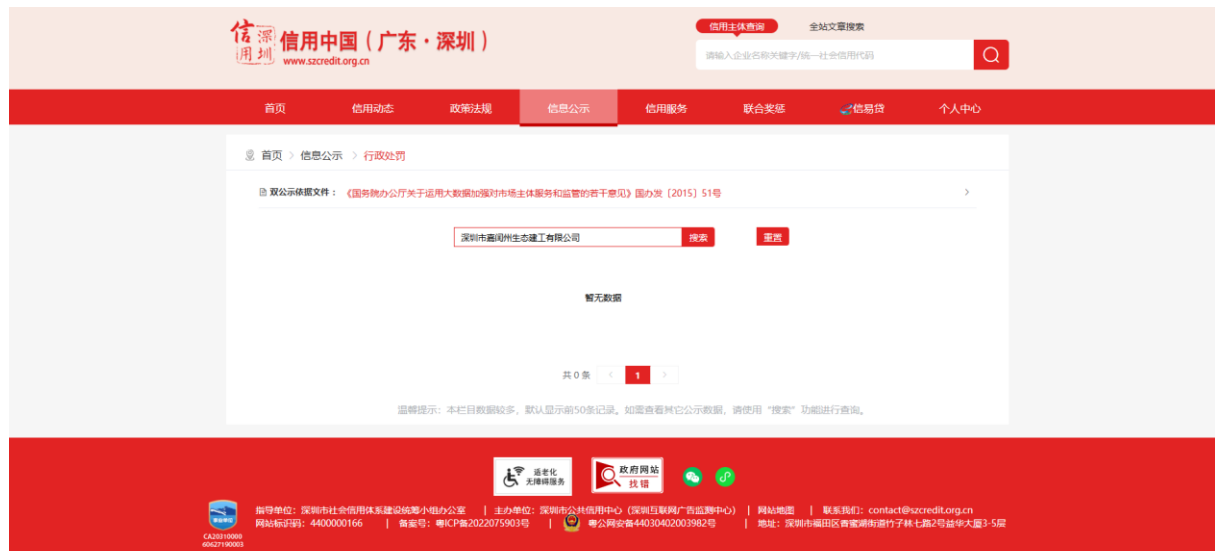 信用 深圳 信用中国（广东·深圳）
www.szcredit.org.cn
信用主体查询 全站文章搜索
请输入企业名称关键字/统一社会信用代码
首页 信用动态 政策法规 信息公示 信用服务 联合奖惩 信易贷 个人中心
首页 > 信息公示 > 行政处罚
双公示依据文件： 《国务院办公厅关于运用大数据加强对市场主体服务和监管的若干意见》国办发〔2015〕51号 >
深圳市嘉闰州生态建工有限公司 搜索 重置
暂无数据
共 0 条 < 1 >
温馨提示：本栏目数据较多，默认显示前50条记录。如需查看其它公示数据，请使用“搜索”功能进行查询。
适老化
无障碍服务
政府网站
找错
指导单位：深圳市社会信用体系建设统筹小组办公室 | 主办单位：深圳市公共信用中心（深圳互联网广告监测中心） | 网站地图 | 联系我们：contact@szcredit.org.cn
网站标识码：4400000166 | 备案号：粤ICP备2022075903号 | 粤公网安备44030402003982号 | 地址：深圳市福田区香蜜湖街道竹子林七路2号益华大厦3-5层
CA20310000
60627190003